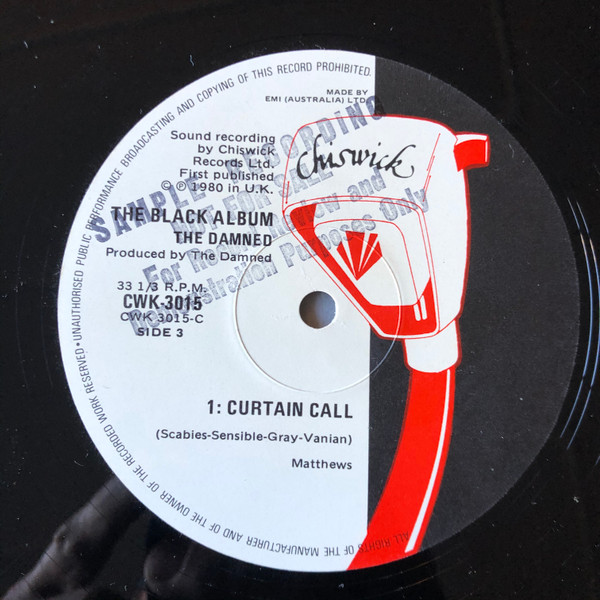 ALL RIGHTS OF THE MANUFACTURER AND OF THE OWNER OF THE RECORDED WORK RESERVED • UNAUTHORISED PUBLIC PERFORMANCE BROADCASTING AND COPYING OF THIS RECORD PROHIBITED.
MADE BY
EMI (AUSTRALIA) LTD
Sound recording
by Chiswick
Records Ltd.
First published
© ℗ 1980 in U.K.
chiswick
SAMPLE RECORDING
NOT FOR SALE
For Review and
Demonstration Purposes Only
THE BLACK ALBUM
THE DAMNED
Produced by The Damned
33 1/3 R.P.M.
CWK-3015
CWK 3015-C
SIDE 3
1: CURTAIN CALL
(Scabies-Sensible-Gray-Vanian)
Matthews